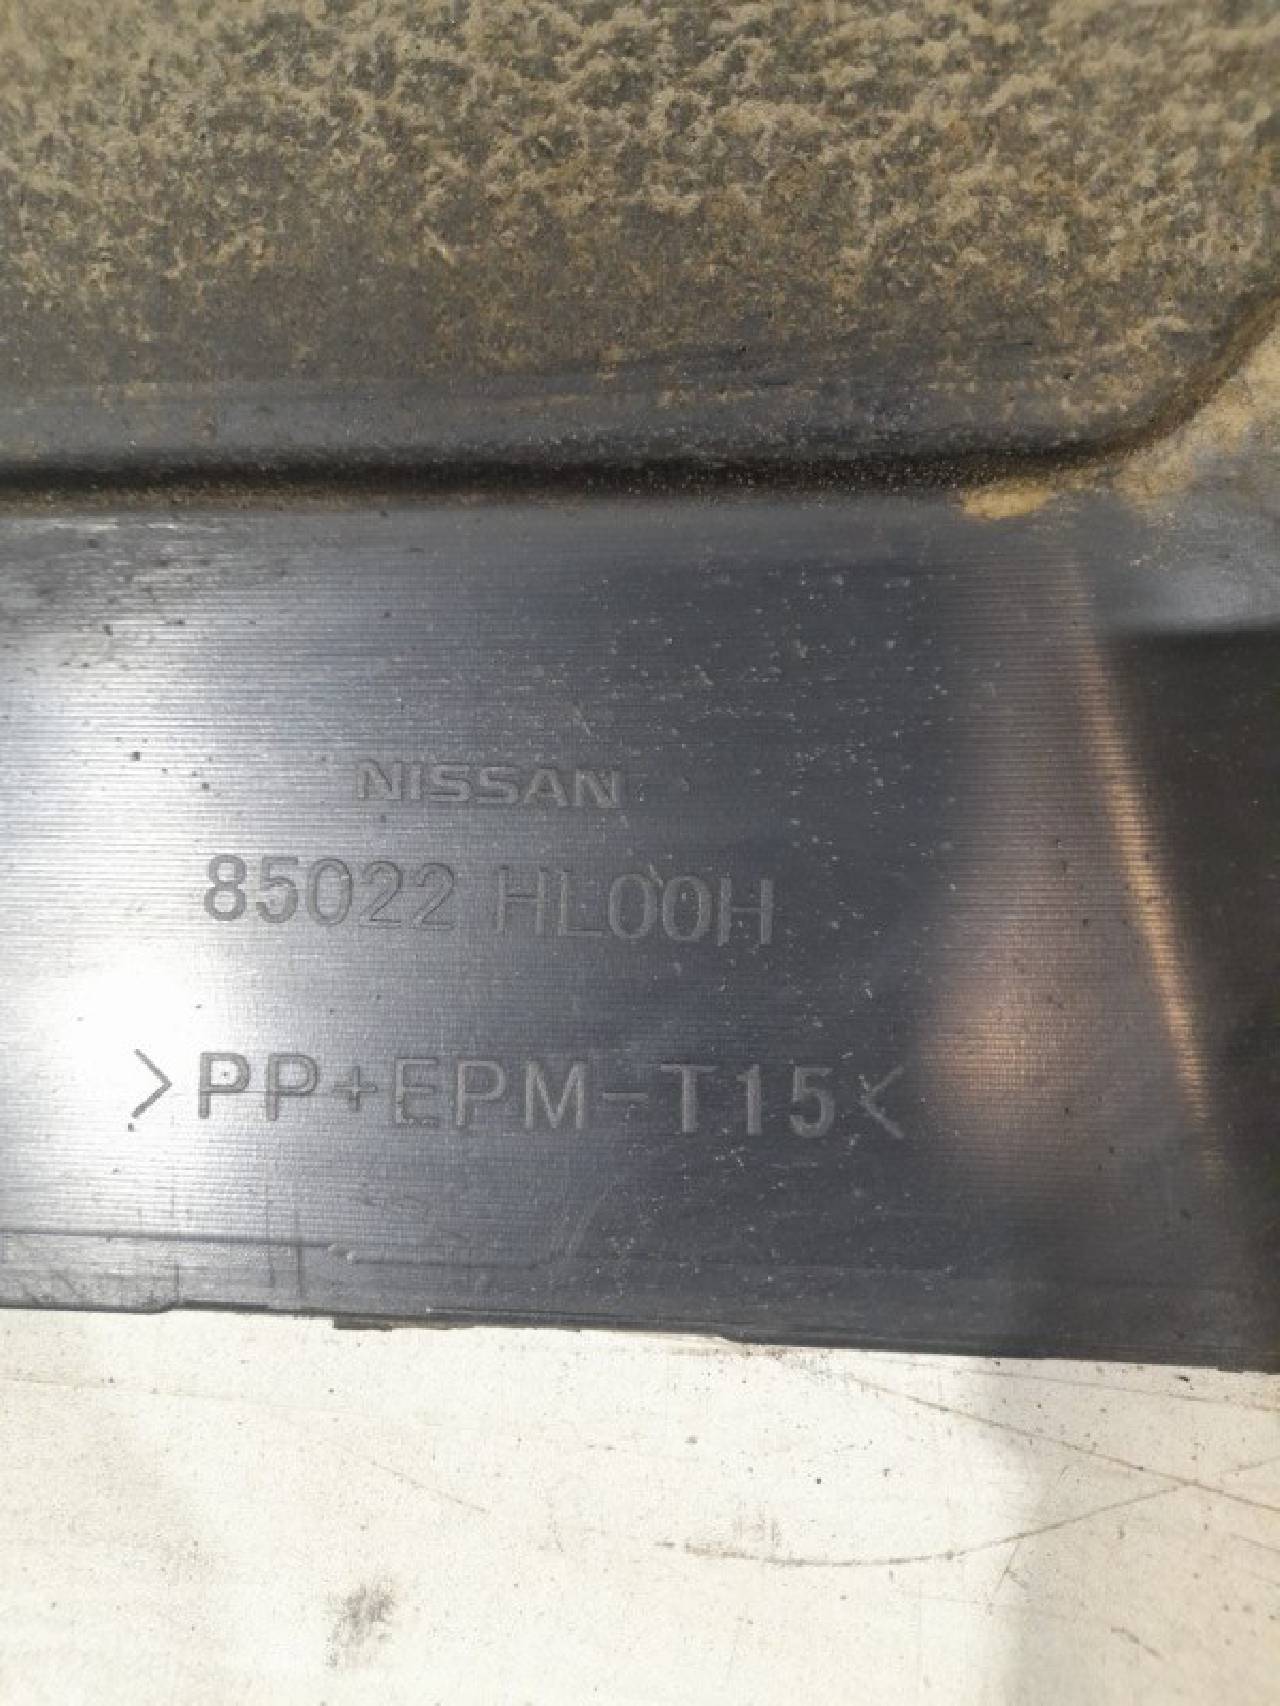 NISSAN
85022 HL00H
>PP+EPM-T15<